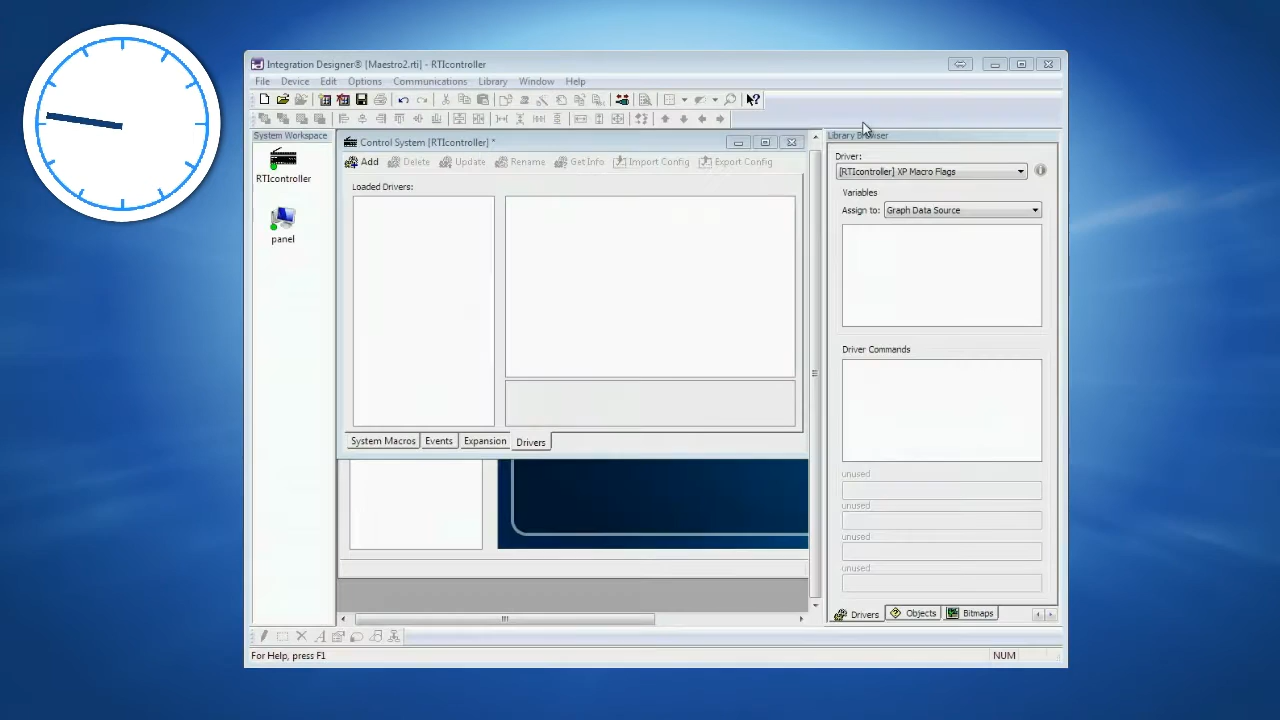 Integration Designer® [Maestro2.rti] - RTIcontroller
File Device Edit Options Communications Library Window Help
System Workspace
RTIcontroller
panel
Control System [RTIcontroller] *
Add Delete Update Rename Get Info Import Config Export Config
Loaded Drivers:
System Macros Events Expansion Drivers
Library Browser
Driver:
[RTIcontroller] XP Macro Flags
Variables
Assign to: Graph Data Source
Driver Commands
unused
unused
unused
unused
Drivers Objects Bitmaps
For Help, press F1
NUM